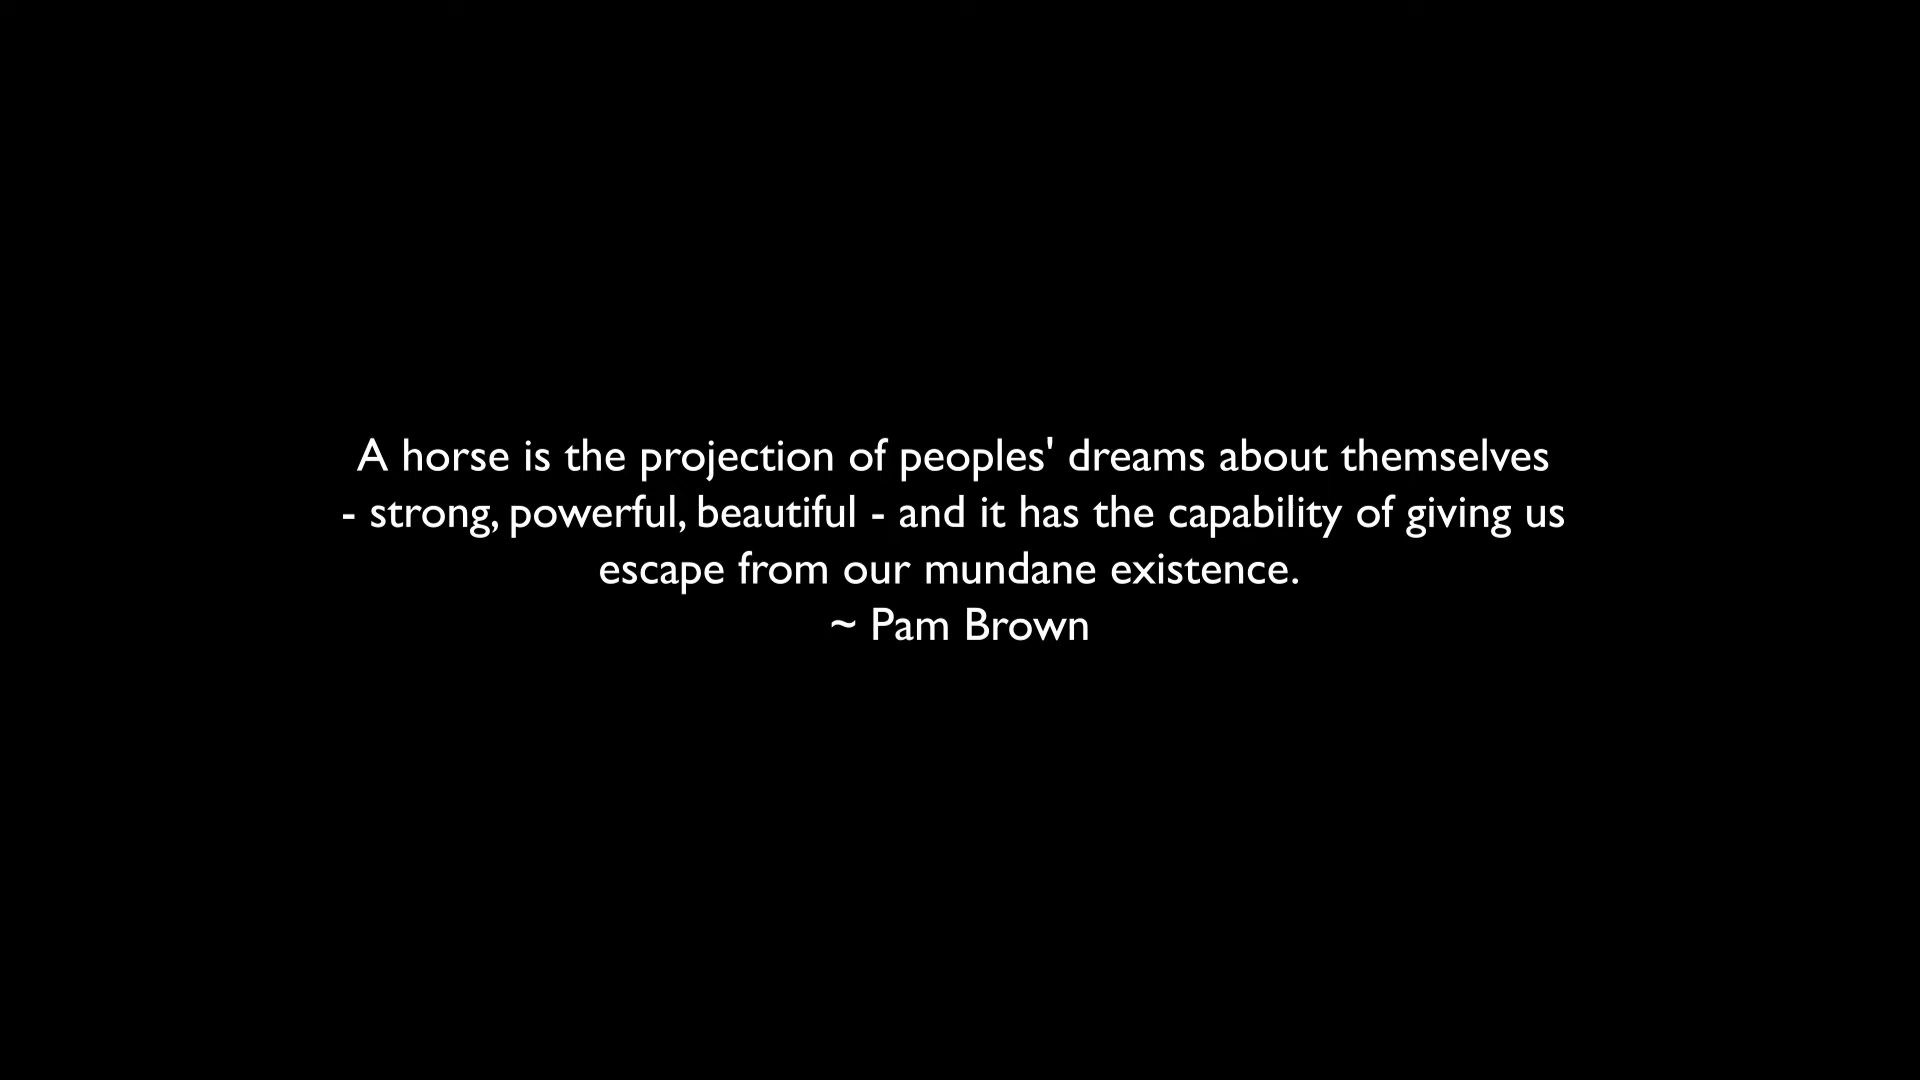 A horse is the projection of peoples' dreams about themselves
- strong, powerful, beautiful - and it has the capability of giving us
escape from our mundane existence.
~ Pam Brown